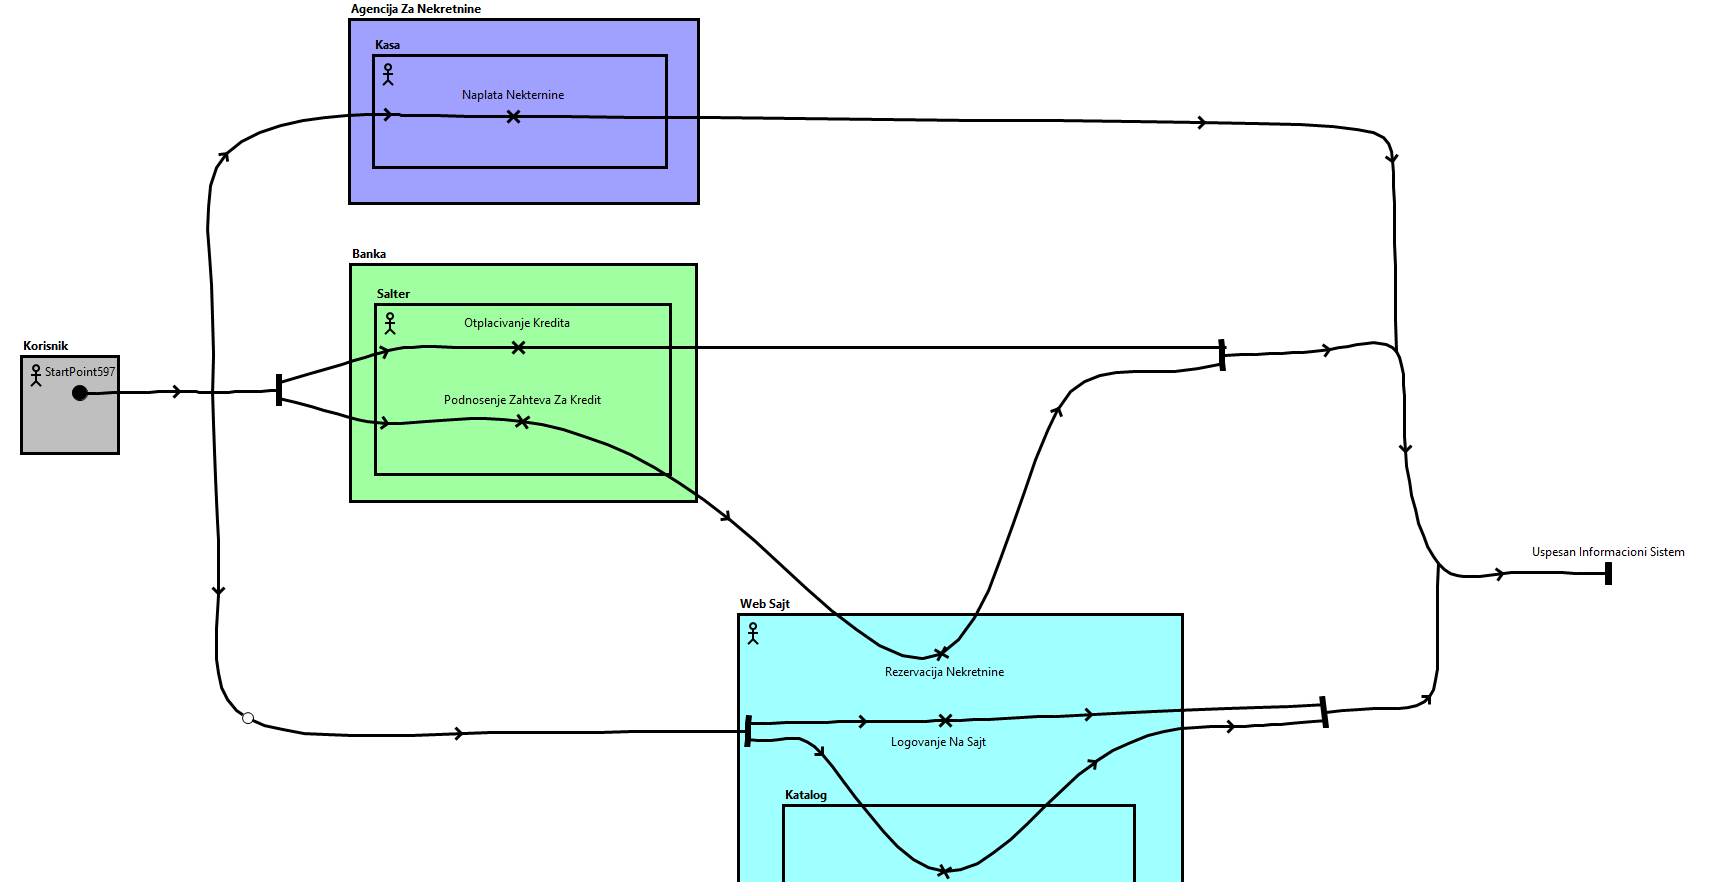 Agencija Za Nekretnine
Kasa
Naplata Nekternine
Banka
Salter
Otplacivanje Kredita
Korisnik
StartPoint597
Podnosenje Zahteva Za Kredit
Uspesan Informacioni Sistem
Web Sajt
Rezervacija Nekretnine
Logovanje Na Sajt
Katalog